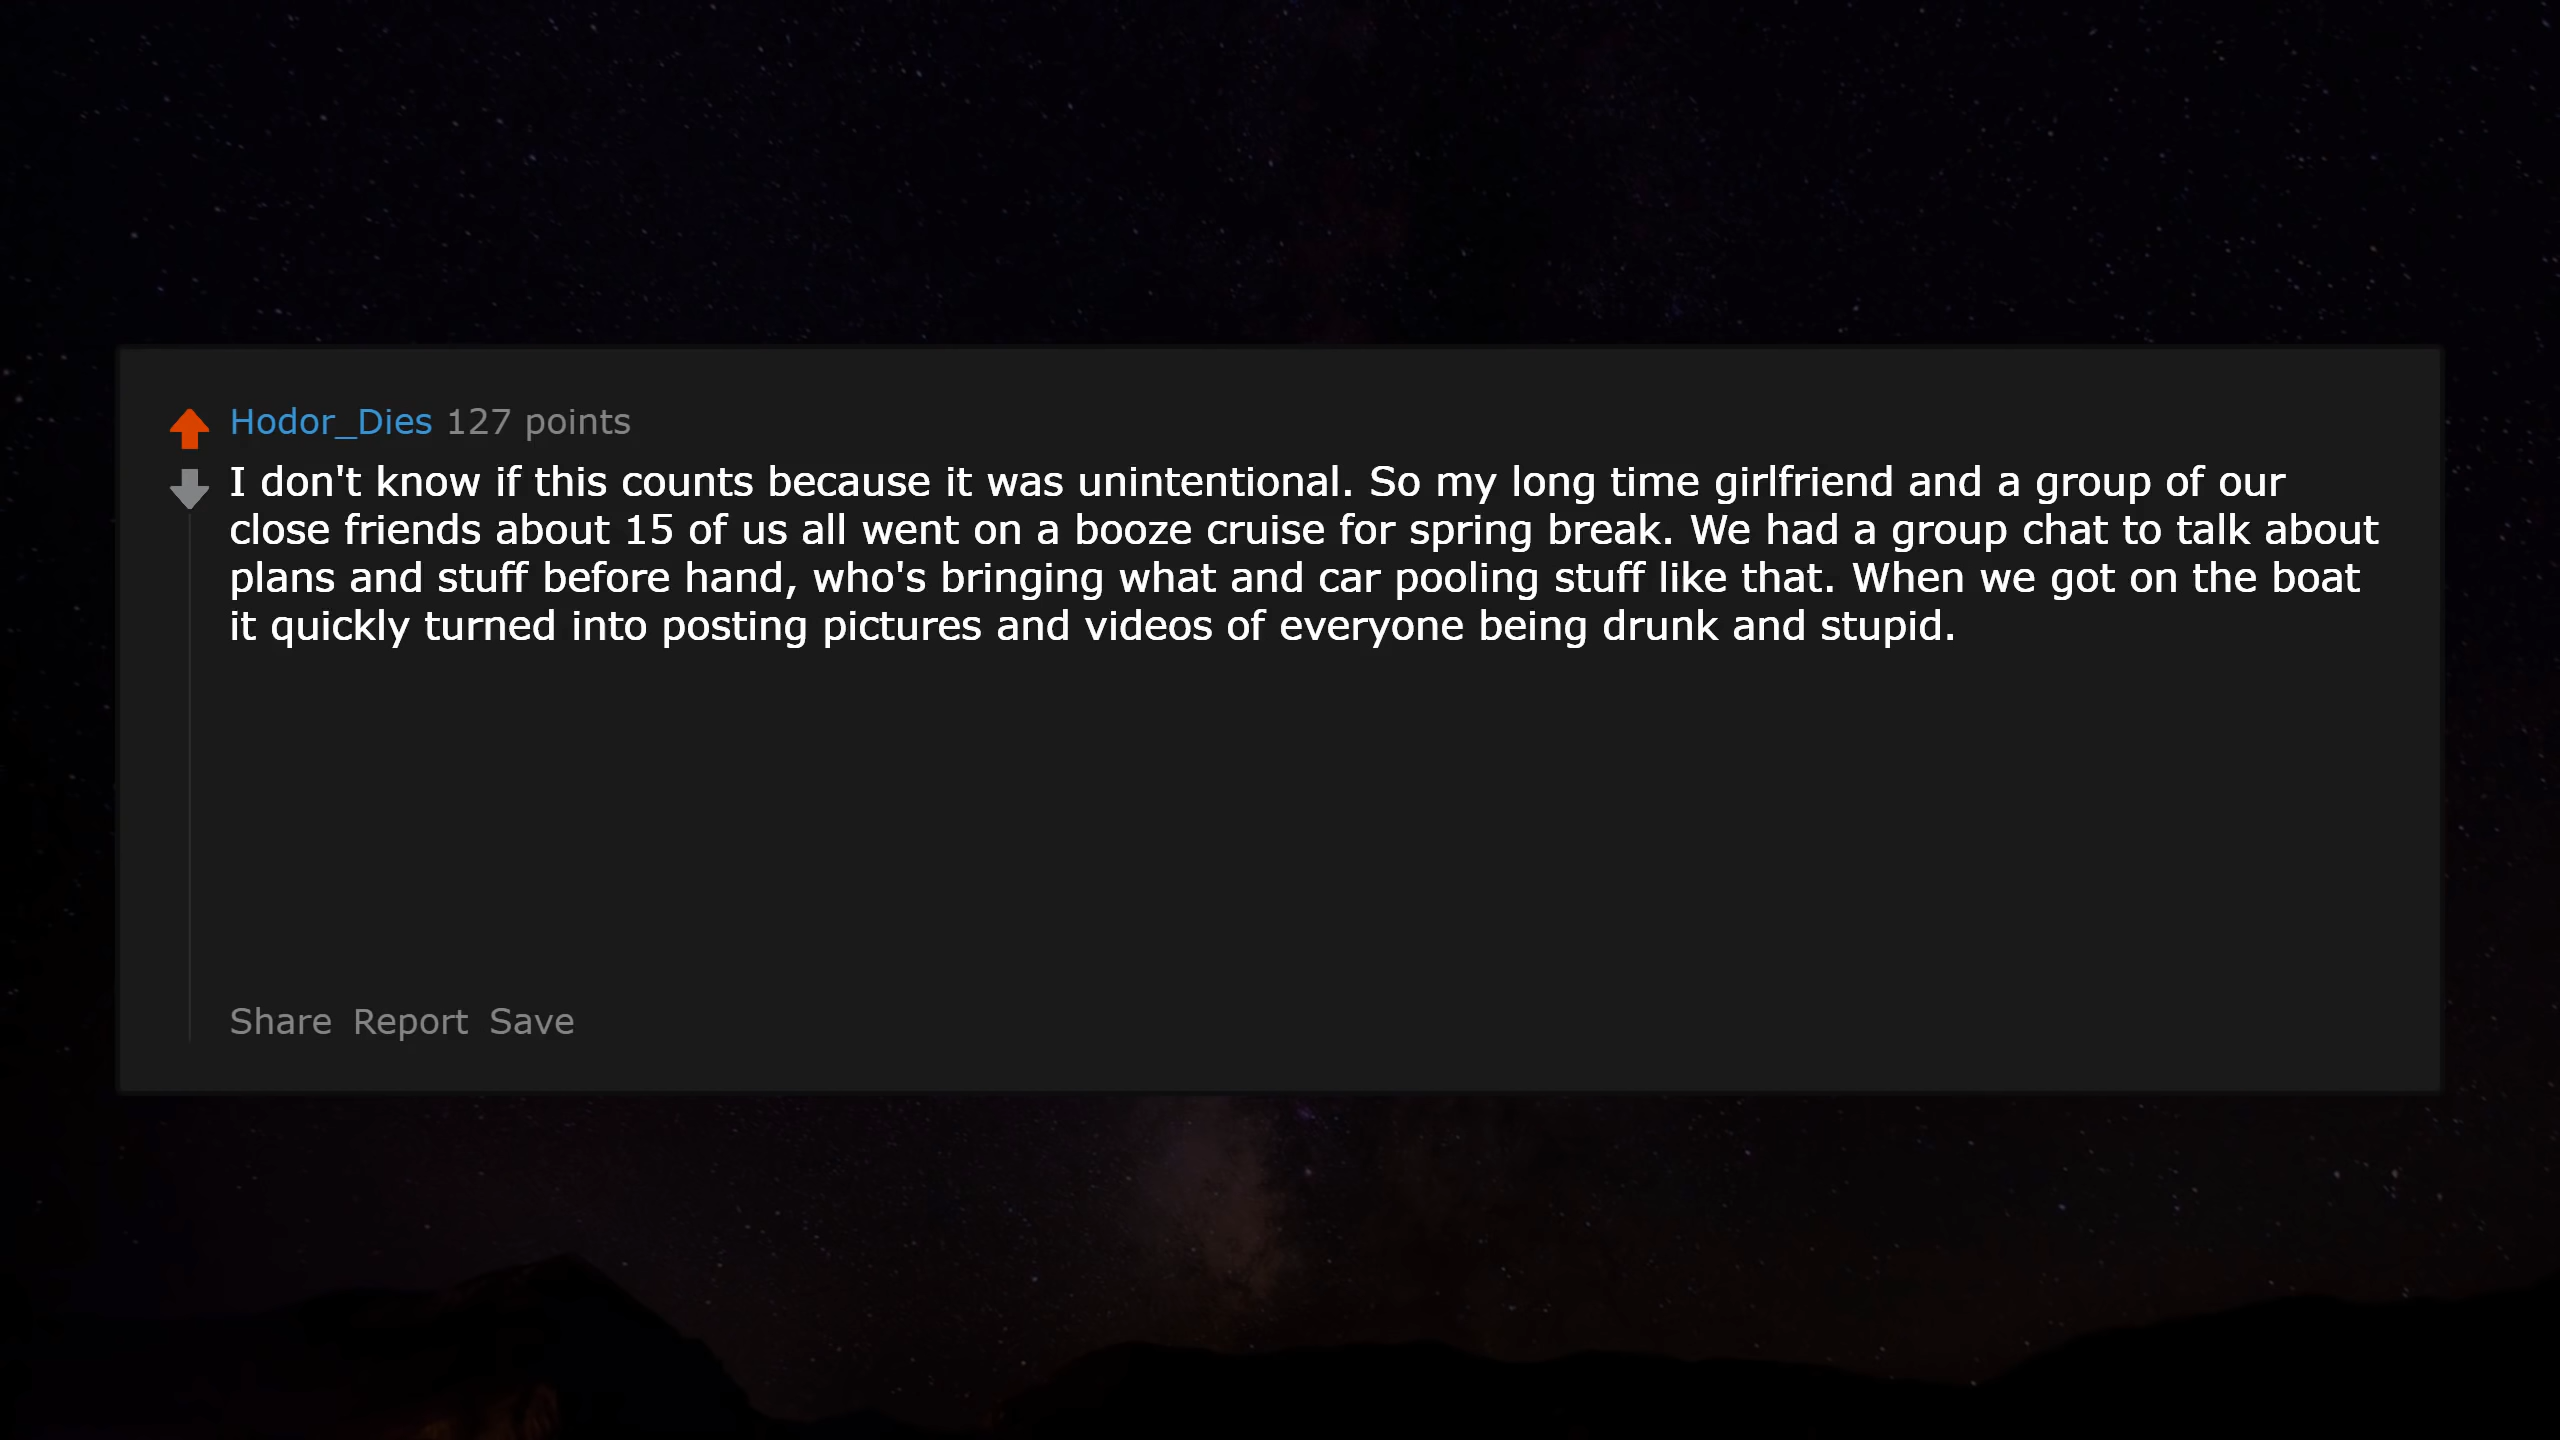 Hodor_Dies 127 points
I don't know if this counts because it was unintentional. So my long time girlfriend and a group of our
close friends about 15 of us all went on a booze cruise for spring break. We had a group chat to talk about
plans and stuff before hand, who's bringing what and car pooling stuff like that. When we got on the boat
it quickly turned into posting pictures and videos of everyone being drunk and stupid.
Share Report Save